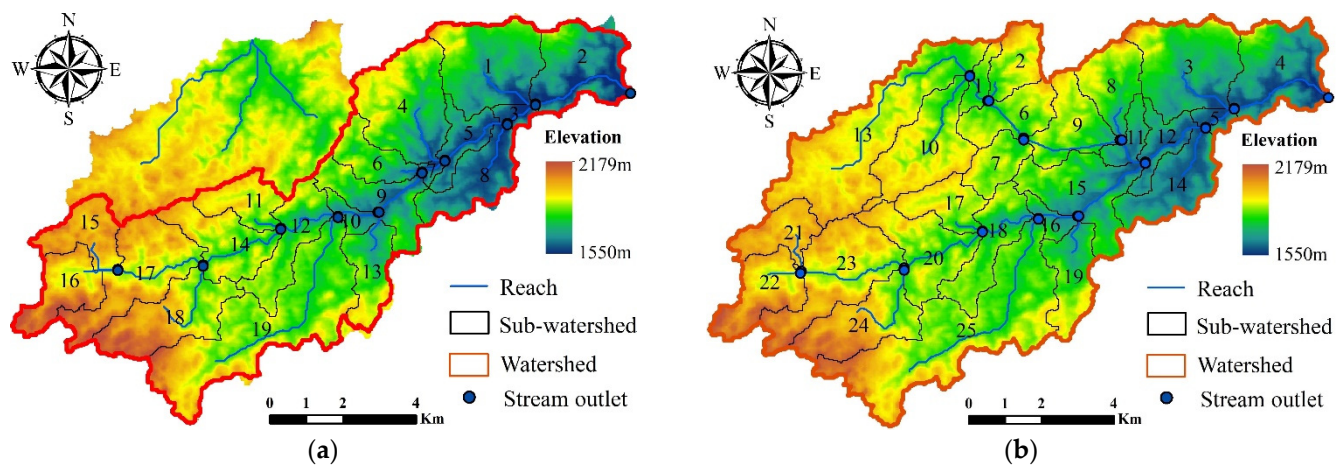 N
W E
S
1
2
3
4
5
6
7
8
9
10
11
12
13
14
15
16
17
18
19
Elevation
2179m
1550m
Reach
Sub-watershed
Watershed
Stream outlet
0 1 2 4
Km
(a)
N
W E
S
1
2
3
4
5
6
7
8
9
10
11
12
13
14
15
16
17
18
19
20
21
22
23
24
25
Elevation
2179m
1550m
Reach
Sub-watershed
Watershed
Stream outlet
0 1 2 4
Km
(b)